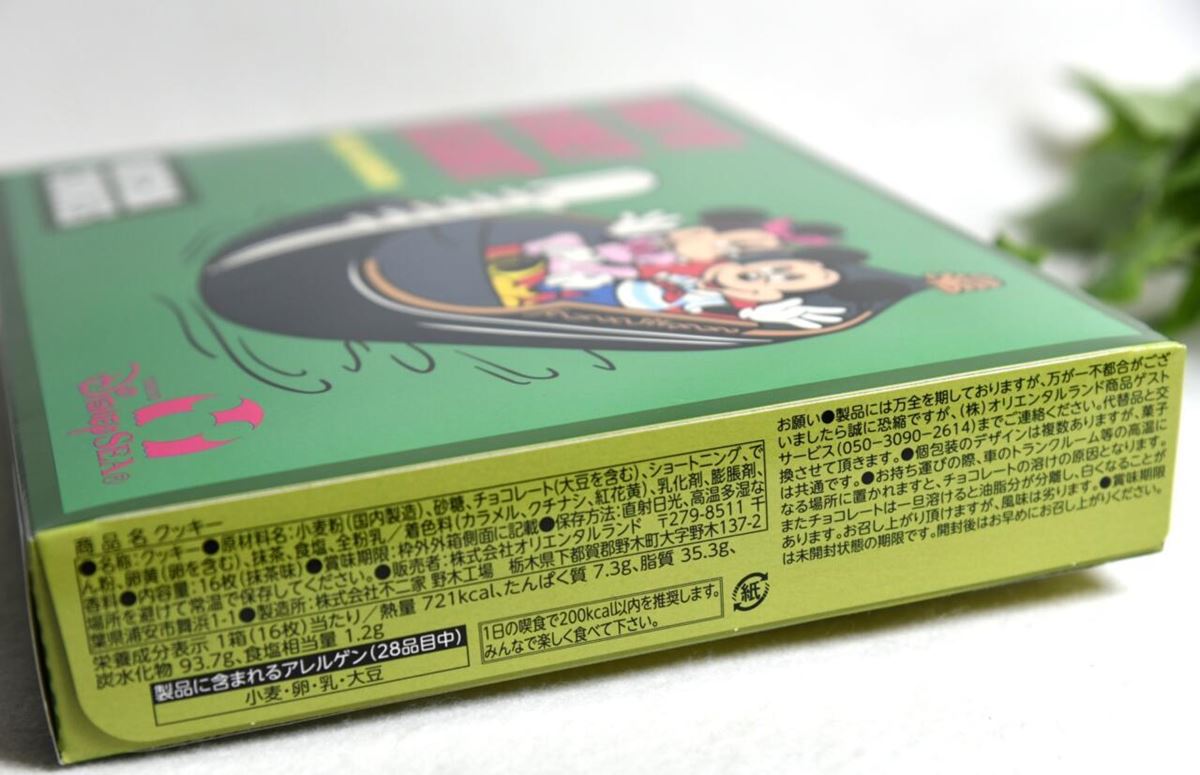 商品名 クッキー
●名称:クッキー●原材料名:小麦粉(国内製造)、砂糖、チョコレート(大豆を含む)、ショートニング、で
ん粉、卵黄(卵を含む)、抹茶、食塩、全粉乳／着色料(カラメル、クチナシ、紅花黄)、乳化剤、膨脹剤、
香料●内容量:16枚(抹茶味)●賞味期限:枠外外箱側面に記載●保存方法:直射日光、高温多湿な
場所を避けて常温で保存してください。●販売者:株式会社オリエンタルランド 〒279-8511 千
葉県浦安市舞浜1-1●製造所:株式会社不二家 野木工場 栃木県下都賀郡野木町大字野木137-2
栄養成分表示 1箱(16枚)当たり／熱量 721kcal、たんぱく質 7.3g、脂質 35.3g、
炭水化物 93.7g、食塩相当量 1.2g
製品に含まれるアレルゲン(28品目中)
小麦・卵・乳・大豆
1日の喫食で200kcal以内を推奨します。
みんなで楽しく食べて下さい。
紙
お願い●製品には万全を期しておりますが、万が一不都合がござ
いましたら誠に恐縮ですが、(株)オリエンタルランド商品ゲスト
サービス(050-3090-2614)までご連絡ください。代替品と交
換させて頂きます。●個包装のデザインは複数ありますが、菓子
は共通です。●お持ち運びの際、車のトランクルーム等の高温に
なる場所に置かれますと、チョコレートの溶けの原因となります。
またチョコレートは一旦溶けると油脂分が分離し、白くなることが
あります。お召し上がり頂けますが、風味は劣ります。●賞味期限
は未開封状態の期限です。開封後はお早めにお召し上がりください。
Disney SEA